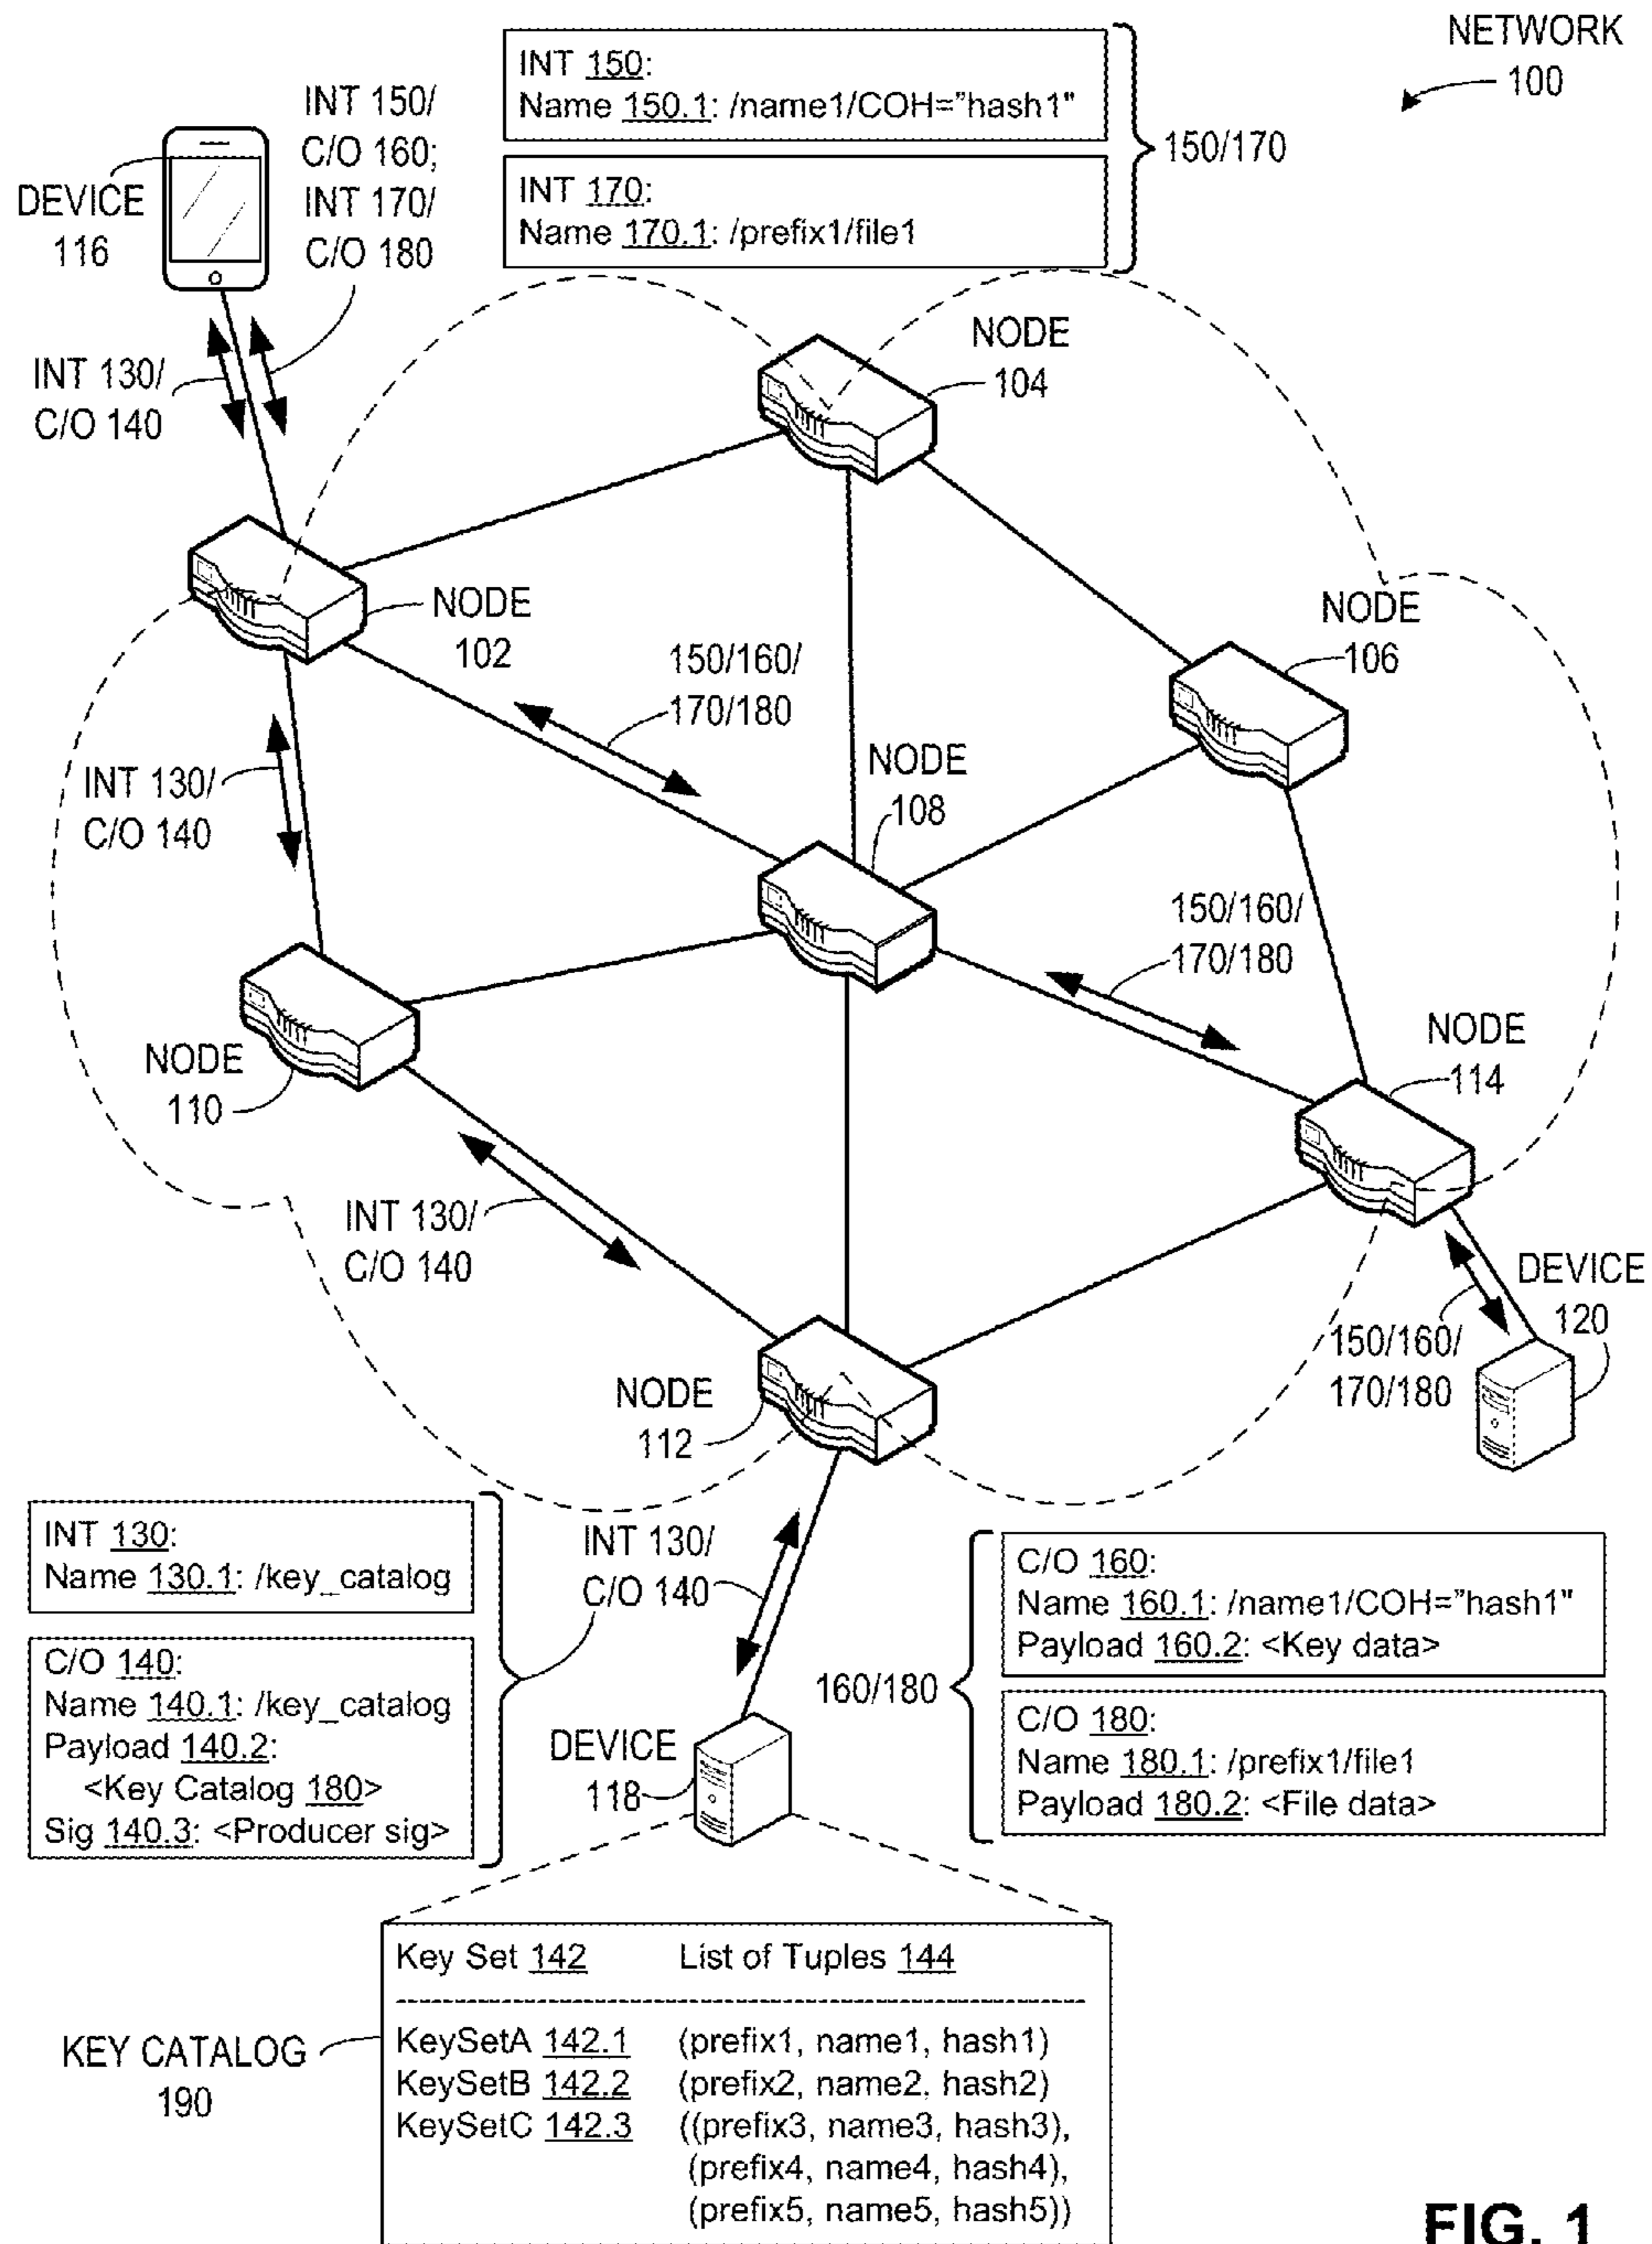 NETWORK
100
INT 150:
Name 150.1: /name1/COH="hash1"
INT 170:
Name 170.1: /prefix1/file1
150/170
INT 150/
C/O 160;
INT 170/
C/O 180
DEVICE
116
INT 130/
C/O 140
NODE
104
NODE
102
NODE
106
150/160/
170/180
NODE
108
INT 130/
C/O 140
150/160/
170/180
NODE
110
NODE
114
INT 130/
C/O 140
DEVICE
120
150/160/
170/180
NODE
112
INT 130:
Name 130.1: /key_catalog
C/O 140:
Name 140.1: /key_catalog
Payload 140.2:
<Key Catalog 180>
Sig 140.3: <Producer sig>
INT 130/
C/O 140
C/O 160:
Name 160.1: /name1/COH="hash1"
Payload 160.2: <Key data>
160/180
C/O 180:
Name 180.1: /prefix1/file1
Payload 180.2: <File data>
DEVICE
118
Key Set 142 List of Tuples 144
KEY CATALOG
190
KeySetA 142.1 (prefix1, name1, hash1)
KeySetB 142.2 (prefix2, name2, hash2)
KeySetC 142.3 ((prefix3, name3, hash3),
(prefix4, name4, hash4),
(prefix5, name5, hash5))
FIG. 1